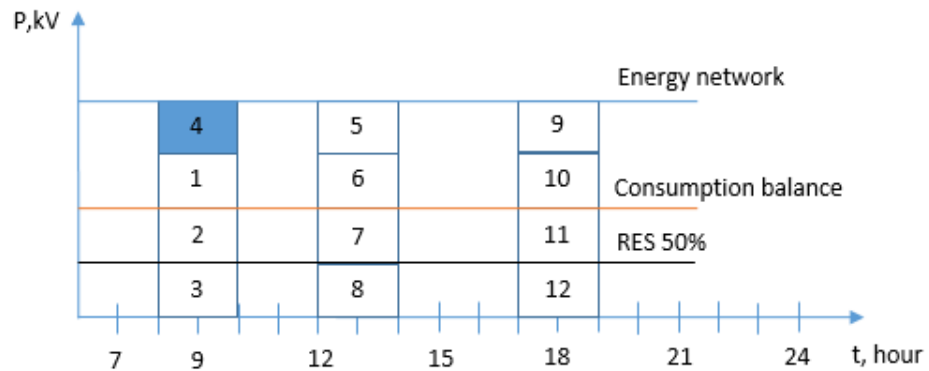 P,kV
Energy network
4 5 9
1 6 10
Consumption balance
2 7 11
RES 50%
3 8 12
7 9 12 15 18 21 24 t, hour